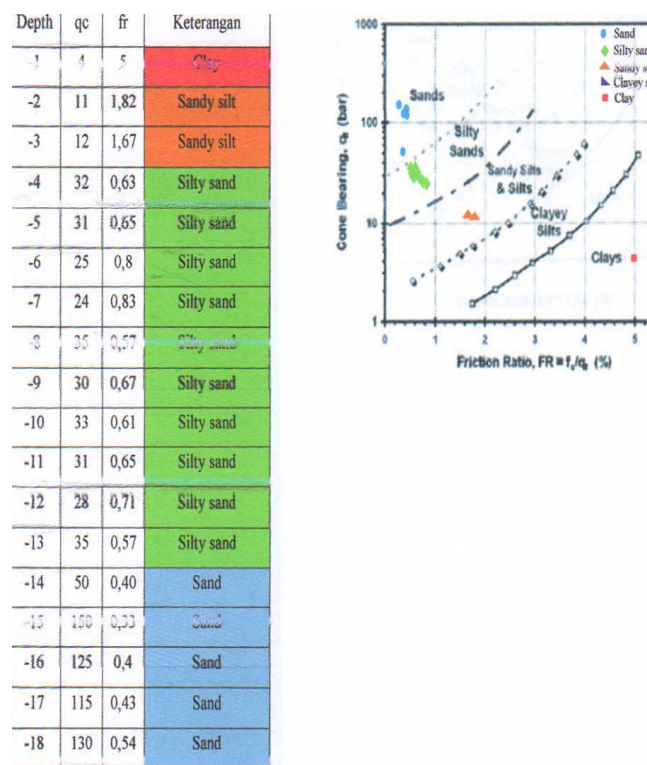 Depth qc fr Keterangan
-1 4 5 Clay
-2 11 1,82 Sandy silt
-3 12 1,67 Sandy silt
-4 32 0,63 Silty sand
-5 31 0,65 Silty sand
-6 25 0,8 Silty sand
-7 24 0,83 Silty sand
-8 35 0,57 Silty sand
-9 30 0,67 Silty sand
-10 33 0,61 Silty sand
-11 31 0,65 Silty sand
-12 28 0,71 Silty sand
-13 35 0,57 Silty sand
-14 50 0,40 Sand
-15 150 0,33 Sand
-16 125 0,4 Sand
-17 115 0,43 Sand
-18 130 0,54 Sand
1000
100
10
1
Cone Bearing, qt (bar)
Sand
Silty san
Sandy s
Clayey s
Clay
Sands
Silty
Sands
Sandy Silts
& Silts
Clayey
Silts
Clays
0 1 2 3 4 5
Friction Ratio, FR = fs/qt (%)